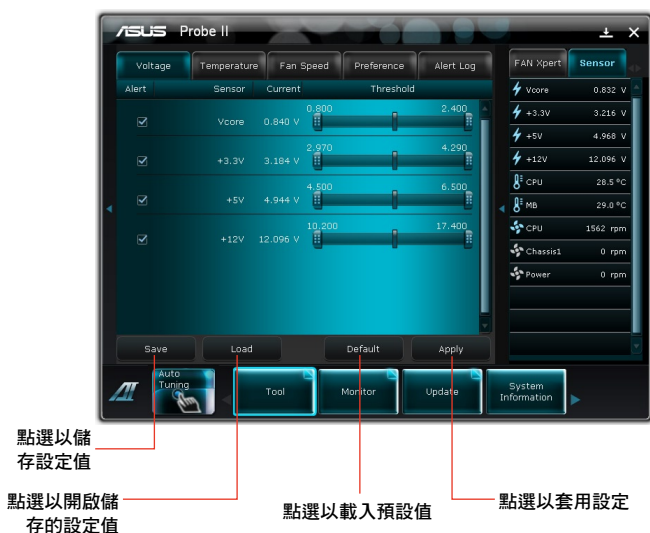 ASUS Probe II
Voltage Temperature Fan Speed Preference Alert Log
Alert Sensor Current Threshold
0.800 2.400
Vcore 0.840 V
2.970 4.290
+3.3V 3.184 V
4.500 6.500
+5V 4.944 V
10.200 17.400
+12V 12.096 V
Save Load Default Apply
FAN Xpert Sensor
Vcore 0.832 V
+3.3V 3.216 V
+5V 4.968 V
+12V 12.096 V
CPU 28.5 °C
MB 29.0 °C
CPU 1562 rpm
Chassis1 0 rpm
Power 0 rpm
Auto
Tuning
Tool
Monitor
Update
System
Information
點選以儲
存設定值
點選以開啟儲
存的設定值
點選以載入預設值
點選以套用設定